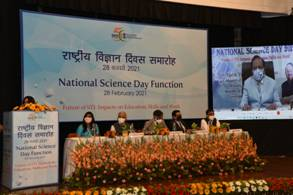 राष्ट्रीय विज्ञान दिवस समारोह
28 फरवरी 2021
National Science Day Function
28 February 2021
Future of STI: Impacts on Education, Skills and Work
NATIONAL SCIENCE DAY FUN
राष्ट्रीय विज्ञान
दिवस समारोह
National Science Day
Function